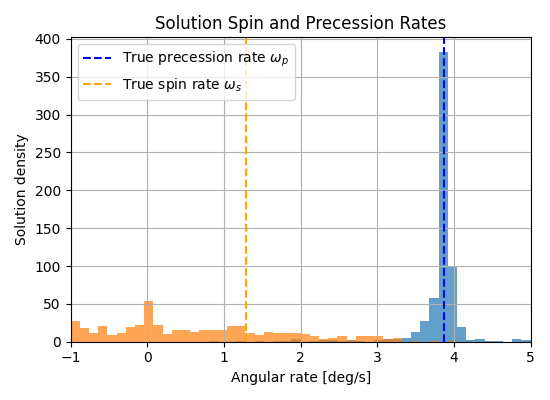 Solution Spin and Precession Rates
True precession rate ωₚ
True spin rate ωₛ
Solution density
400
350
300
250
200
150
100
50
0
−1 0 1 2 3 4 5
Angular rate [deg/s]